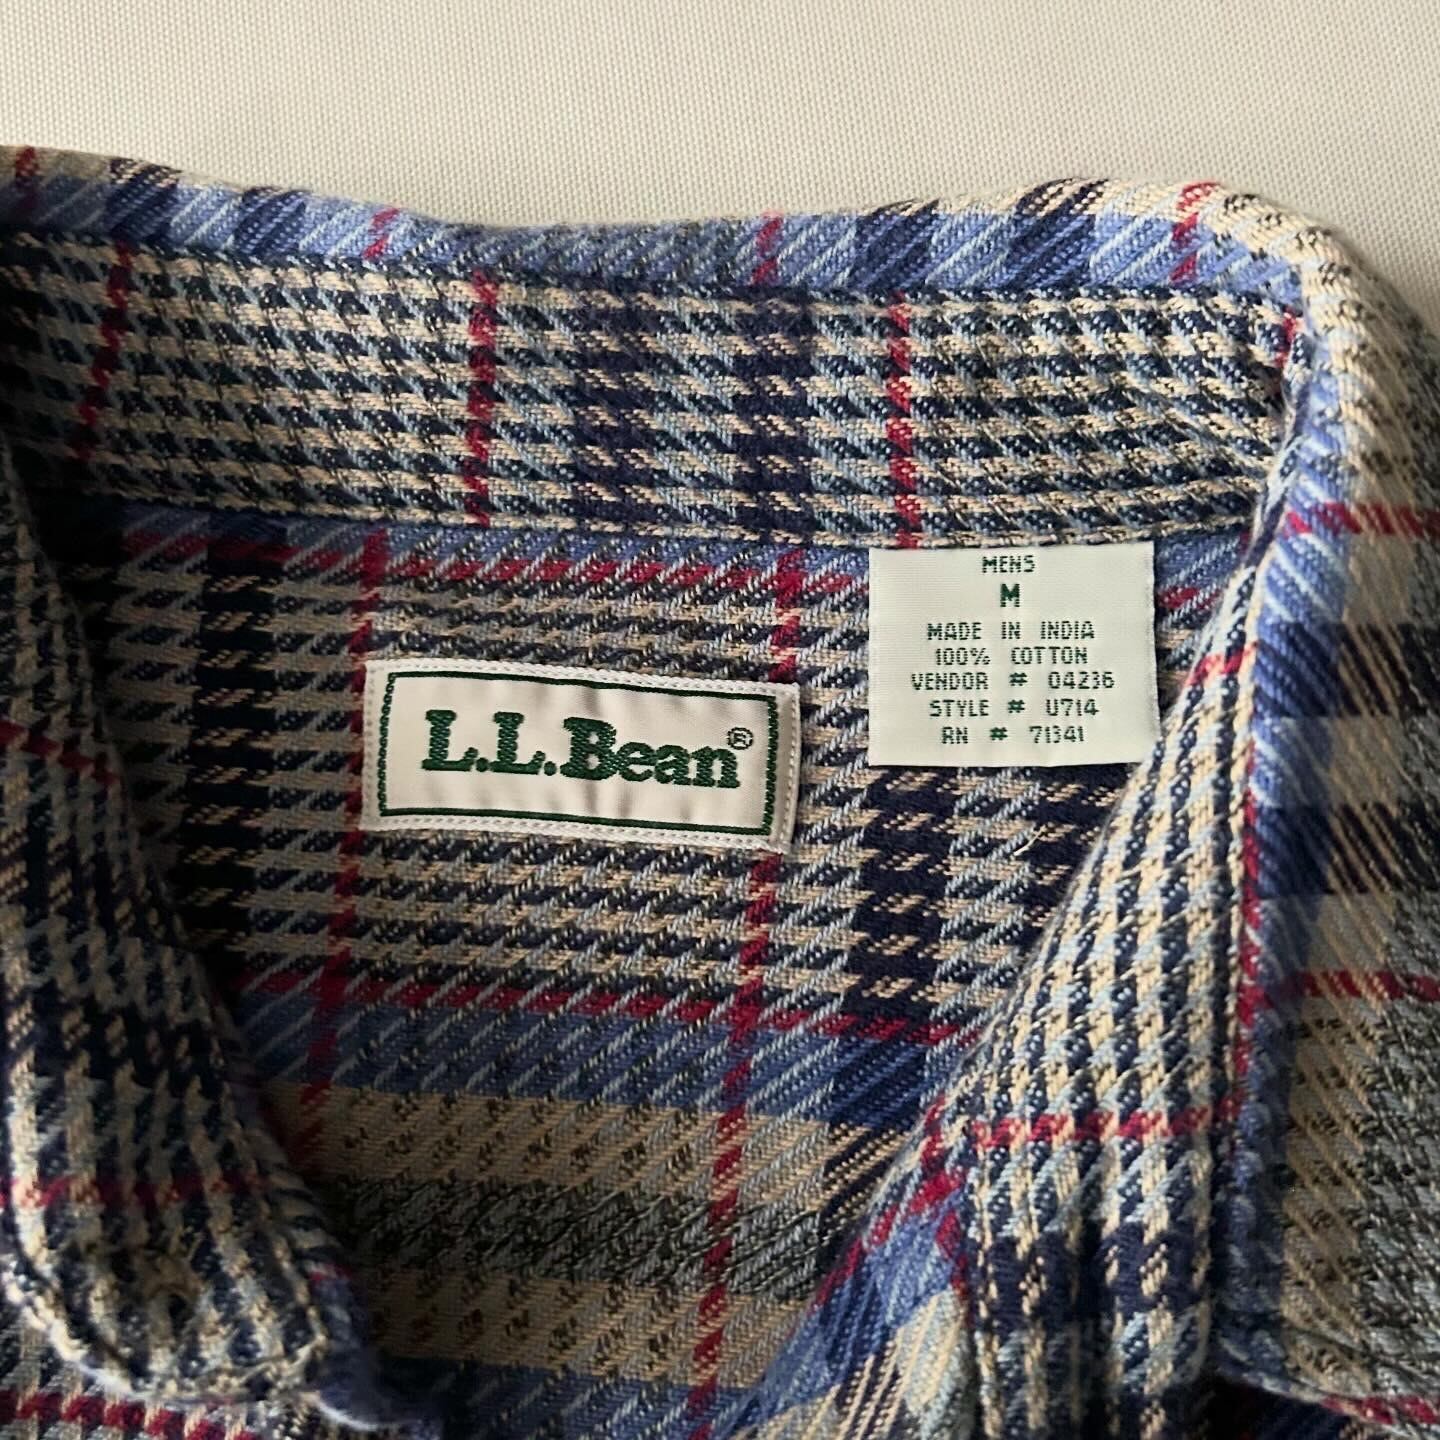 L.L.Bean®
MENS
M
MADE IN INDIA
100% COTTON
VENDOR # 04236
STYLE # U714
RN # 71341